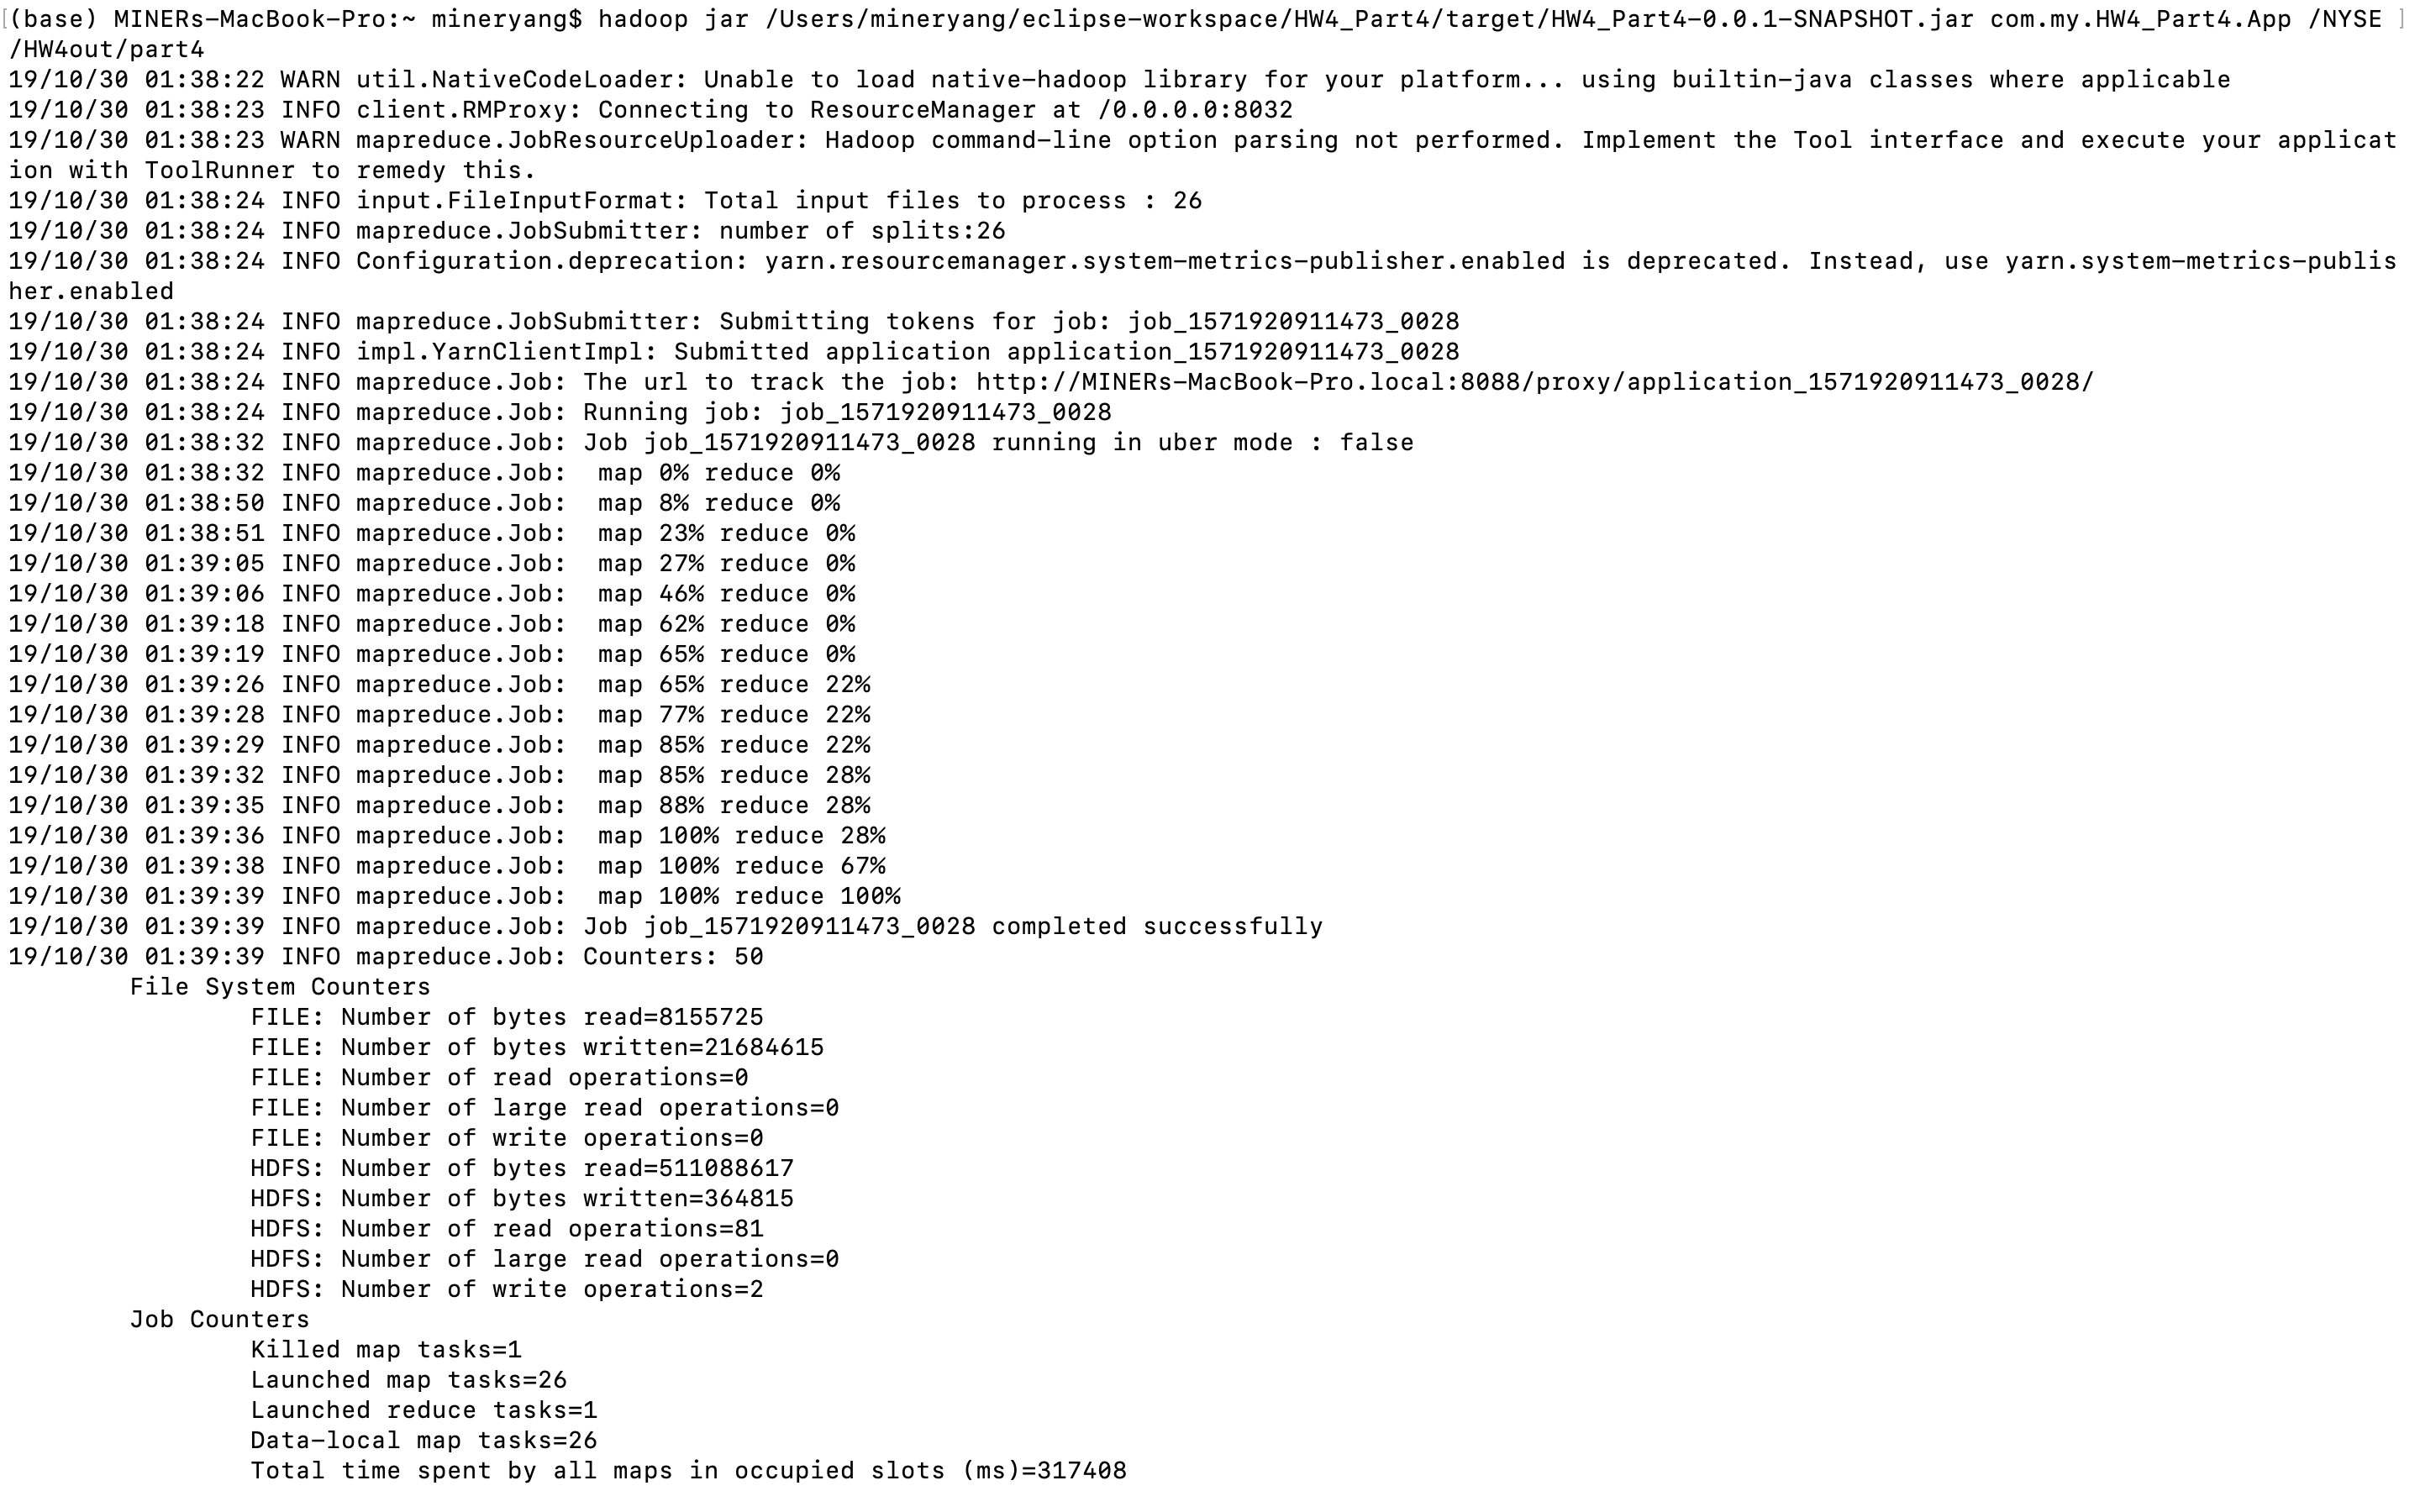 [(base) MINERs-MacBook-Pro:~ mineryang$ hadoop jar /Users/mineryang/eclipse-workspace/HW4_Part4/target/HW4_Part4-0.0.1-SNAPSHOT.jar com.my.HW4_Part4.App /NYSE ]
/HW4out/part4
19/10/30 01:38:22 WARN util.NativeCodeLoader: Unable to load native-hadoop library for your platform... using builtin-java classes where applicable
19/10/30 01:38:23 INFO client.RMProxy: Connecting to ResourceManager at /0.0.0.0:8032
19/10/30 01:38:23 WARN mapreduce.JobResourceUploader: Hadoop command-line option parsing not performed. Implement the Tool interface and execute your applicat
ion with ToolRunner to remedy this.
19/10/30 01:38:24 INFO input.FileInputFormat: Total input files to process : 26
19/10/30 01:38:24 INFO mapreduce.JobSubmitter: number of splits:26
19/10/30 01:38:24 INFO Configuration.deprecation: yarn.resourcemanager.system-metrics-publisher.enabled is deprecated. Instead, use yarn.system-metrics-publis
her.enabled
19/10/30 01:38:24 INFO mapreduce.JobSubmitter: Submitting tokens for job: job_1571920911473_0028
19/10/30 01:38:24 INFO impl.YarnClientImpl: Submitted application application_1571920911473_0028
19/10/30 01:38:24 INFO mapreduce.Job: The url to track the job: http://MINERs-MacBook-Pro.local:8088/proxy/application_1571920911473_0028/
19/10/30 01:38:24 INFO mapreduce.Job: Running job: job_1571920911473_0028
19/10/30 01:38:32 INFO mapreduce.Job: Job job_1571920911473_0028 running in uber mode : false
19/10/30 01:38:32 INFO mapreduce.Job:  map 0% reduce 0%
19/10/30 01:38:50 INFO mapreduce.Job:  map 8% reduce 0%
19/10/30 01:38:51 INFO mapreduce.Job:  map 23% reduce 0%
19/10/30 01:39:05 INFO mapreduce.Job:  map 27% reduce 0%
19/10/30 01:39:06 INFO mapreduce.Job:  map 46% reduce 0%
19/10/30 01:39:18 INFO mapreduce.Job:  map 62% reduce 0%
19/10/30 01:39:19 INFO mapreduce.Job:  map 65% reduce 0%
19/10/30 01:39:26 INFO mapreduce.Job:  map 65% reduce 22%
19/10/30 01:39:28 INFO mapreduce.Job:  map 77% reduce 22%
19/10/30 01:39:29 INFO mapreduce.Job:  map 85% reduce 22%
19/10/30 01:39:32 INFO mapreduce.Job:  map 85% reduce 28%
19/10/30 01:39:35 INFO mapreduce.Job:  map 88% reduce 28%
19/10/30 01:39:36 INFO mapreduce.Job:  map 100% reduce 28%
19/10/30 01:39:38 INFO mapreduce.Job:  map 100% reduce 67%
19/10/30 01:39:39 INFO mapreduce.Job:  map 100% reduce 100%
19/10/30 01:39:39 INFO mapreduce.Job: Job job_1571920911473_0028 completed successfully
19/10/30 01:39:39 INFO mapreduce.Job: Counters: 50
File System Counters
FILE: Number of bytes read=8155725
FILE: Number of bytes written=21684615
FILE: Number of read operations=0
FILE: Number of large read operations=0
FILE: Number of write operations=0
HDFS: Number of bytes read=511088617
HDFS: Number of bytes written=364815
HDFS: Number of read operations=81
HDFS: Number of large read operations=0
HDFS: Number of write operations=2
Job Counters
Killed map tasks=1
Launched map tasks=26
Launched reduce tasks=1
Data-local map tasks=26
Total time spent by all maps in occupied slots (ms)=317408